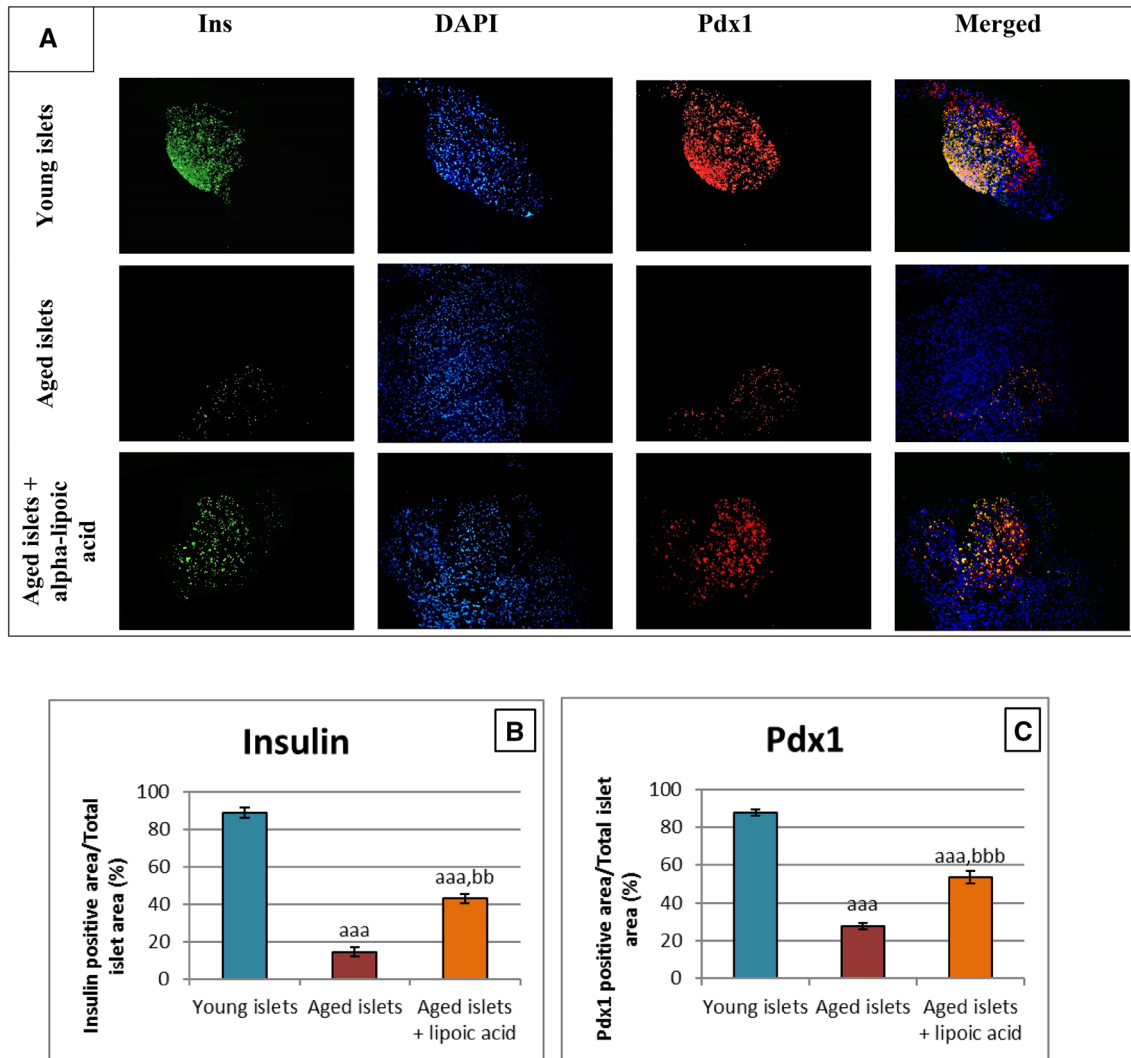 A
Ins DAPI Pdx1 Merged
Young islets
Aged islets
Aged islets +
alpha-lipoic
acid
B
Insulin
Insulin positive area/Total
islet area (%)
100
80
60
40
20
0
aaa
aaa,bb
Young islets Aged islets Aged islets
+ lipoic acid
C
Pdx1
Pdx1 positive area/Total islet
area (%)
100
80
60
40
20
0
aaa
aaa,bbb
Young islets Aged islets Aged islets
+ lipoic acid